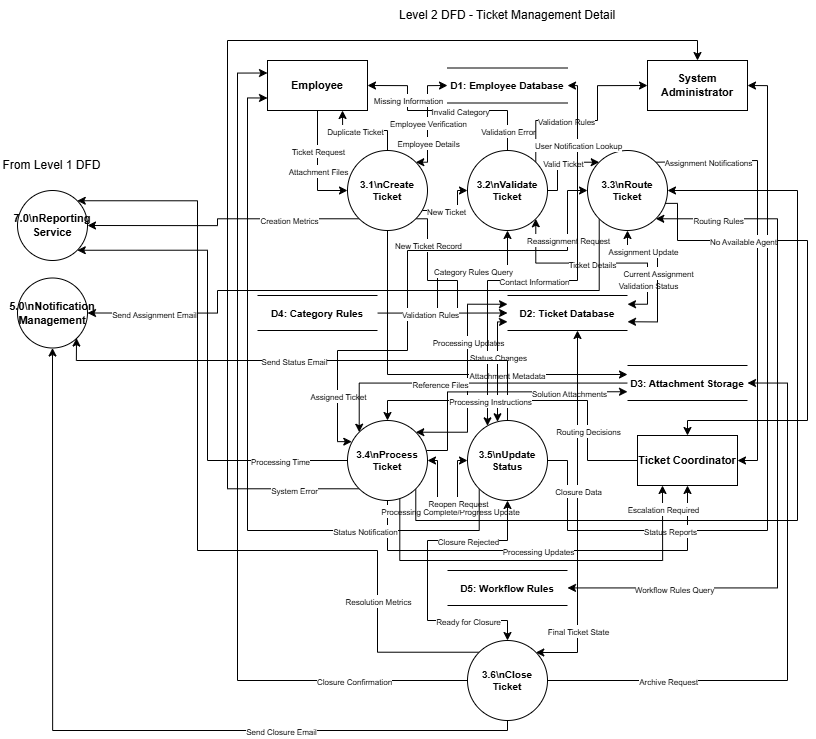 Level 2 DFD - Ticket Management Detail
Employee
D1: Employee Database
System
Administrator
Missing Information
Invalid Category
Employee Verification
Validation Rules
Duplicate Ticket
Validation Error
Employee Details
User Notification Lookup
Ticket Request
Valid Ticket
Assignment Notifications
From Level 1 DFD
Attachment Files
3.1\nCreate
Ticket
3.2\nValidate
Ticket
3.3\nRoute
Ticket
7.0\nReporting
Service
New Ticket
Creation Metrics
Routing Rules
New Ticket Record
Reassignment Request
No Available Agent
Assignment Update
Ticket Details
Category Rules Query
Current Assignment
Contact Information
Validation Status
5.0\nNotification
Management
Send Assignment Email
D4: Category Rules
Validation Rules
D2: Ticket Database
Processing Updates
Send Status Email
Status Changes
Attachment Metadata
Reference Files
D3: Attachment Storage
Assigned Ticket
Solution Attachments
Processing Instructions
Routing Decisions
3.4\nProcess
Ticket
3.5\nUpdate
Status
Ticket Coordinator
Processing Time
System Error
Closure Data
Reopen Request
Processing Complete/Progress Update
Escalation Required
Status Notification
Status Reports
Closure Rejected
Processing Updates
D5: Workflow Rules
Workflow Rules Query
Resolution Metrics
Ready for Closure
Final Ticket State
3.6\nClose
Ticket
Closure Confirmation
Archive Request
Send Closure Email